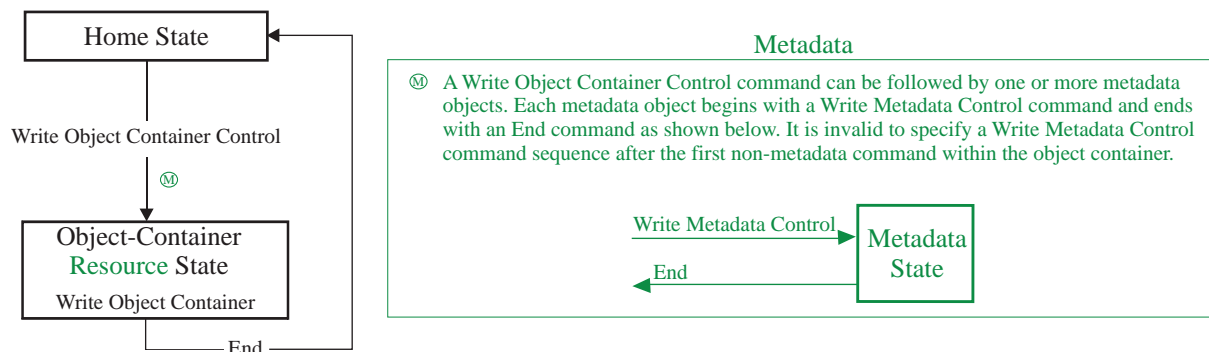 Home State
Write Object Container Control
Ⓜ
Object-Container
Resource State
Write Object Container
End
Metadata
Ⓜ A Write Object Container Control command can be followed by one or more metadata
objects. Each metadata object begins with a Write Metadata Control command and ends
with an End command as shown below. It is invalid to specify a Write Metadata Control
command sequence after the first non-metadata command within the object container.
Write Metadata Control
Metadata
State
End